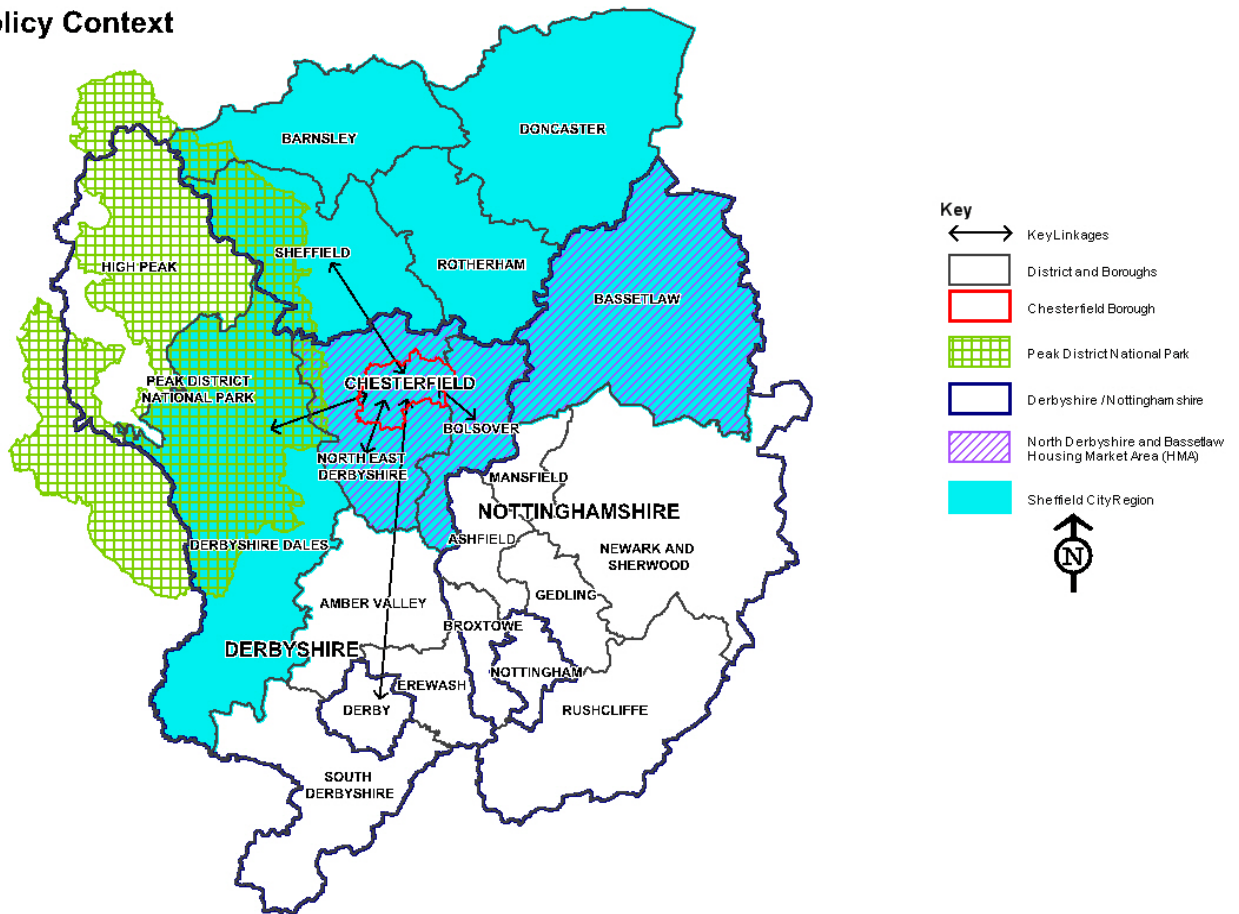 olicy Context
BARNSLEY
DONCASTER
SHEFFIELD
ROTHERHAM
HIGH PEAK
BASSETLAW
CHESTERFIELD
PEAK DISTRICT
NATIONAL PARK
BOLSOVER
NORTH EAST
DERBYSHIRE
MANSFIELD
NOTTINGHAMSHIRE
ASHFIELD
DERBYSHIRE DALES
NEWARK AND
SHERWOOD
GEDLING
AMBER VALLEY
BROXTOWE
DERBYSHIRE
NOTTINGHAM
EREWASH
DERBY
RUSHCLIFFE
SOUTH
DERBYSHIRE
Key
Key Linkages
District and Boroughs
Chesterfield Borough
Peak District National Park
Derbyshire / Nottinghamshire
North Derbyshire and Bassetlaw
Housing Market Area (HMA)
Sheffield City Region
N